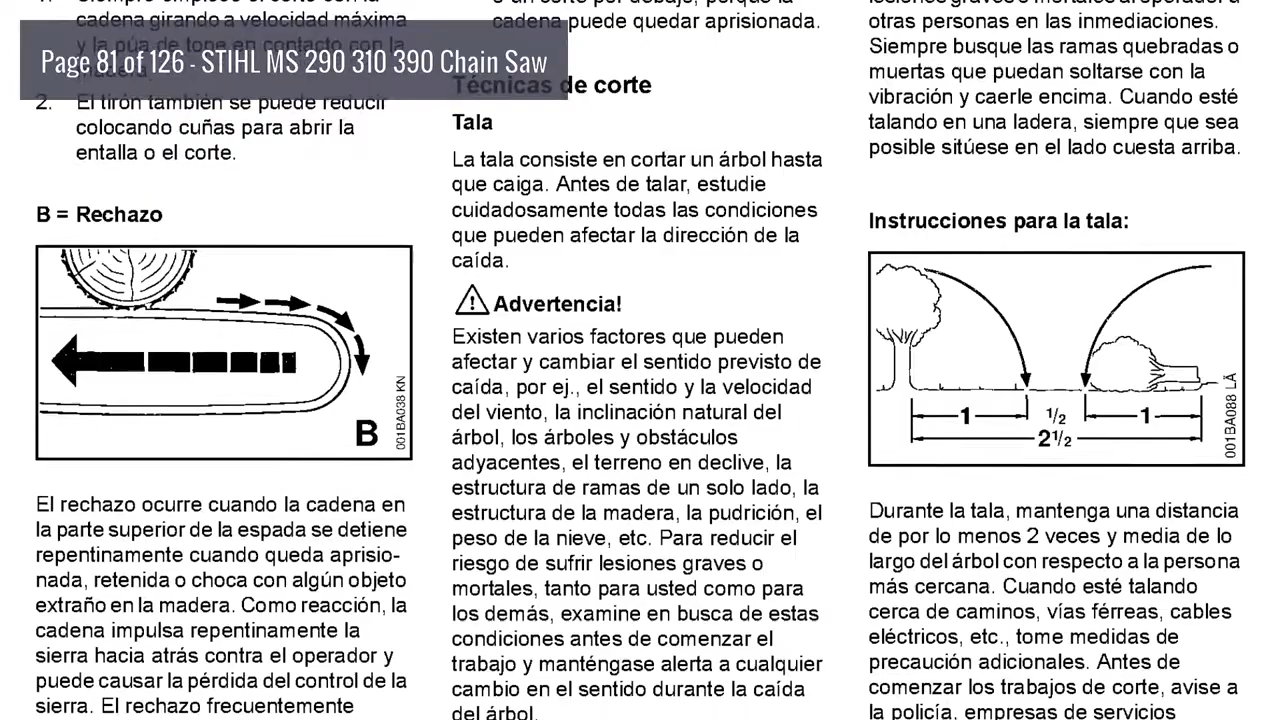 Page 81 of 126 - STIHL MS 290 310 390 Chain Saw
cadena girando a velocidad máxima
2. El tirón también se puede reducir
colocando cuñas para abrir la
entalla o el corte.
B = Rechazo
B
001BA038 KN
El rechazo ocurre cuando la cadena en
la parte superior de la espada se detiene
repentinamente cuando queda aprisio-
nada, retenida o choca con algún objeto
extraño en la madera. Como reacción, la
cadena impulsa repentinamente la
sierra hacia atrás contra el operador y
puede causar la pérdida del control de la
sierra. El rechazo frecuentemente
cadena puede quedar aprisionada.
Técnicas de corte
Tala
La tala consiste en cortar un árbol hasta
que caiga. Antes de talar, estudie
cuidadosamente todas las condiciones
que pueden afectar la dirección de la
caída.
Advertencia!
Existen varios factores que pueden
afectar y cambiar el sentido previsto de
caída, por ej., el sentido y la velocidad
del viento, la inclinación natural del
árbol, los árboles y obstáculos
adyacentes, el terreno en declive, la
estructura de ramas de un solo lado, la
estructura de la madera, la pudrición, el
peso de la nieve, etc. Para reducir el
riesgo de sufrir lesiones graves o
mortales, tanto para usted como para
los demás, examine en busca de estas
condiciones antes de comenzar el
trabajo y manténgase alerta a cualquier
cambio en el sentido durante la caída
del árbol.
otras personas en las inmediaciones.
Siempre busque las ramas quebradas o
muertas que puedan soltarse con la
vibración y caerle encima. Cuando esté
talando en una ladera, siempre que sea
posible sitúese en el lado cuesta arriba.
Instrucciones para la tala:
1 1/2 1
2 1/2
001BA088 LÄ
Durante la tala, mantenga una distancia
de por lo menos 2 veces y media de lo
largo del árbol con respecto a la persona
más cercana. Cuando esté talando
cerca de caminos, vías férreas, cables
eléctricos, etc., tome medidas de
precaución adicionales. Antes de
comenzar los trabajos de corte, avise a
la policía, empresas de servicios